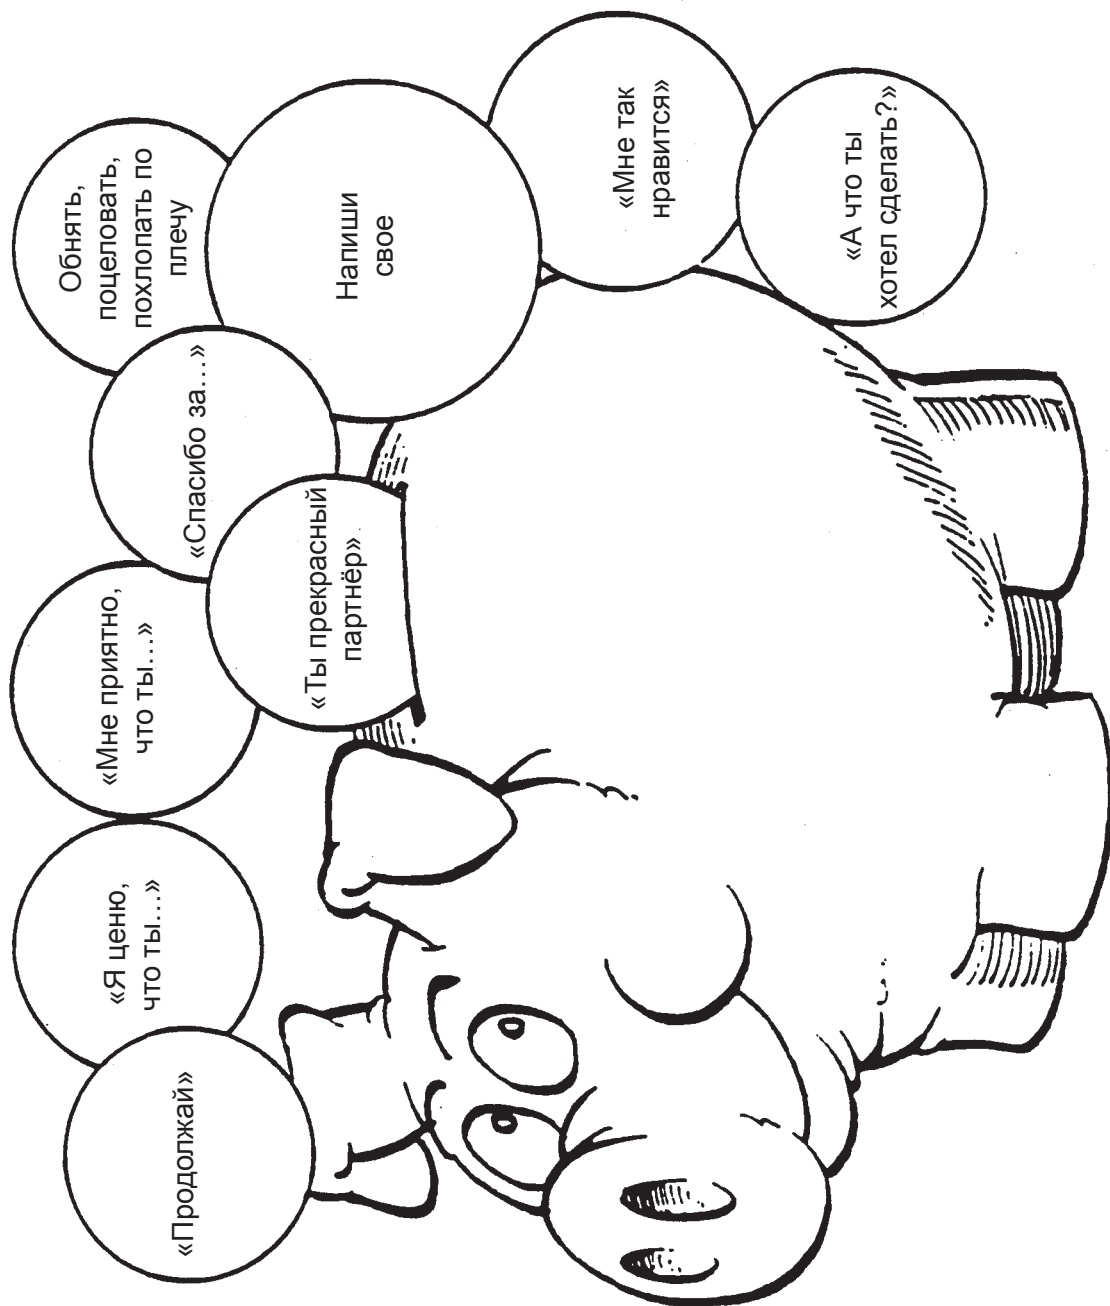 «Продолжай»
«Я ценю,
что ты…»
«Мне приятно,
что ты…»
«Ты прекрасный
партнёр»
«Спасибо за…»
Обнять,
поцеловать,
похлопать по
плечу
Напиши
свое
«Мне так
нравится»
«А что ты
хотел сделать?»